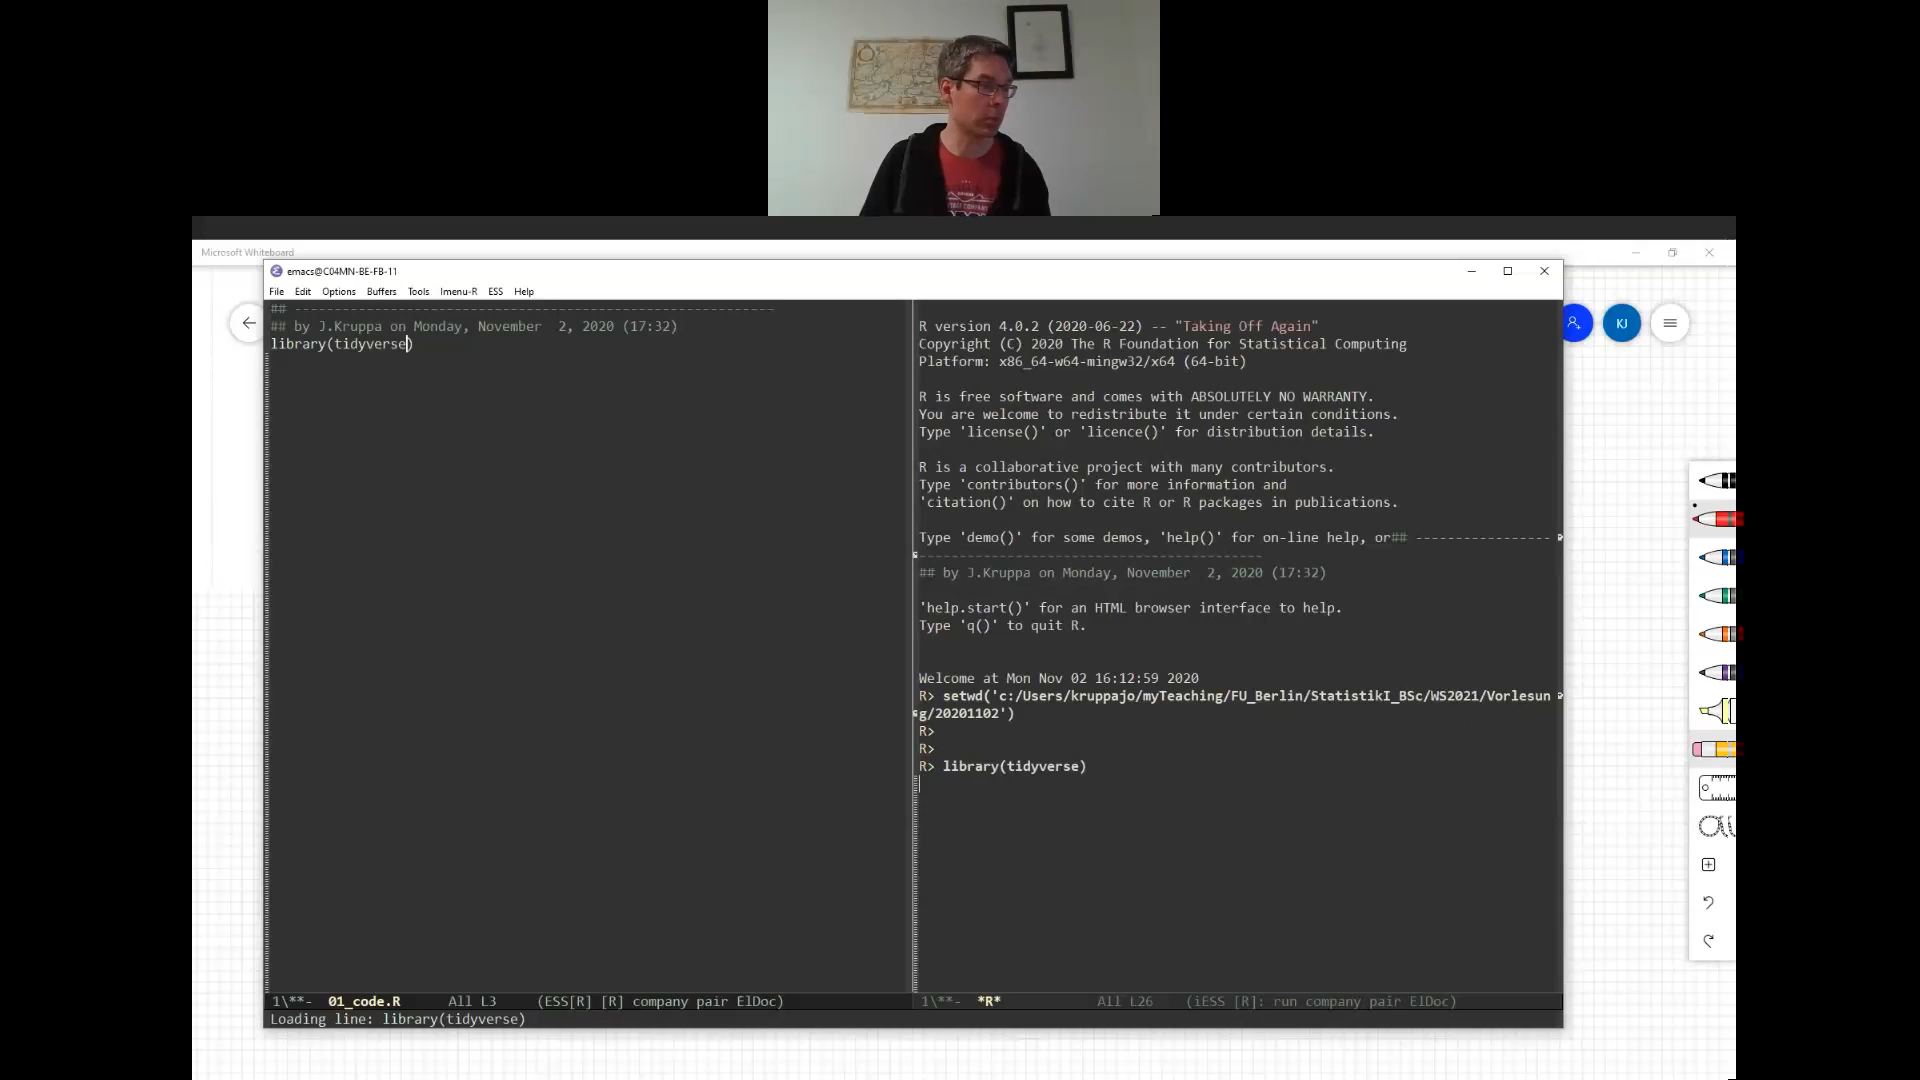 Microsoft Whiteboard
emacs@C04MN-BE-FB-11
File Edit Options Buffers Tools Imenu-R ESS Help
## ------------------------------------------------------------
## by J.Kruppa on Monday, November  2, 2020 (17:32)
library(tidyverse)
1\**-  01_code.R      All L3     (ESS[R] [R] company pair ElDoc)
Loading line: library(tidyverse)
R version 4.0.2 (2020-06-22) -- "Taking Off Again"
Copyright (C) 2020 The R Foundation for Statistical Computing
Platform: x86_64-w64-mingw32/x64 (64-bit)
R is free software and comes with ABSOLUTELY NO WARRANTY.
You are welcome to redistribute it under certain conditions.
Type 'license()' or 'licence()' for distribution details.
R is a collaborative project with many contributors.
Type 'contributors()' for more information and
'citation()' on how to cite R or R packages in publications.
Type 'demo()' for some demos, 'help()' for on-line help, or## -----------------
-------------------------------------------
## by J.Kruppa on Monday, November  2, 2020 (17:32)
'help.start()' for an HTML browser interface to help.
Type 'q()' to quit R.
Welcome at Mon Nov 02 16:12:59 2020
R> setwd('c:/Users/kruppajo/myTeaching/FU_Berlin/StatistikI_BSc/WS2021/Vorlesun
g/20201102')
R>
R>
R> library(tidyverse)
1\**-  *R*            All L26    (iESS [R]: run company pair ElDoc)
KJ